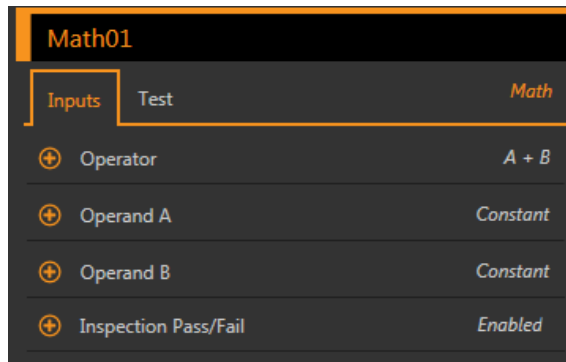 Math01
Inputs Test Math
Operator A + B
Operand A Constant
Operand B Constant
Inspection Pass/Fail Enabled